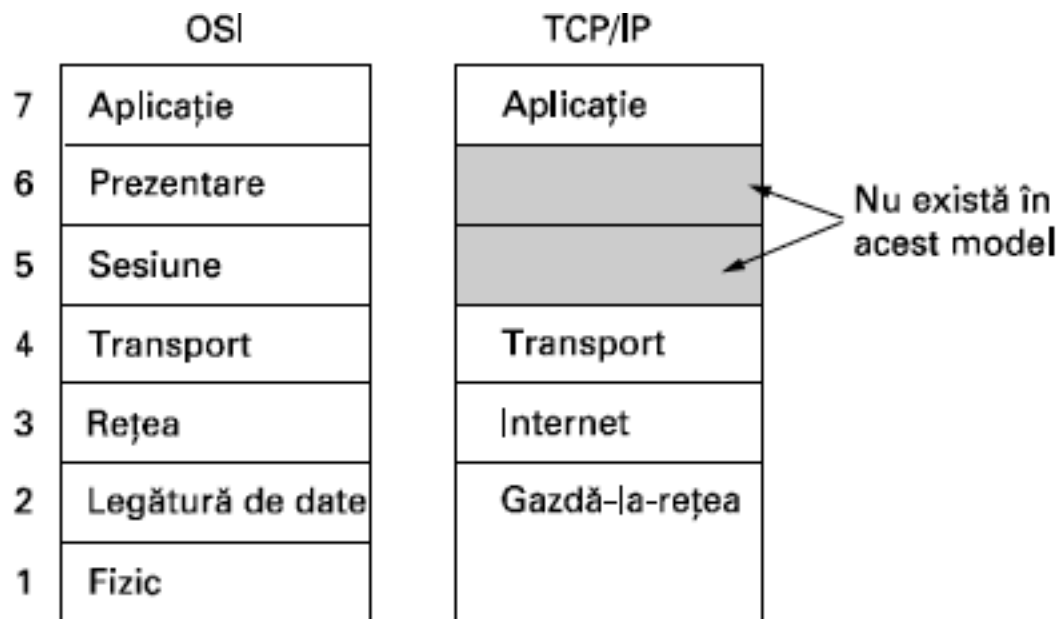 OSI
TCP/IP
7
Aplicație
Aplicație
6
Prezentare
Nu există în
acest model
5
Sesiune
4
Transport
Transport
3
Rețea
Internet
2
Legătură de date
Gazdă-la-rețea
1
Fizic